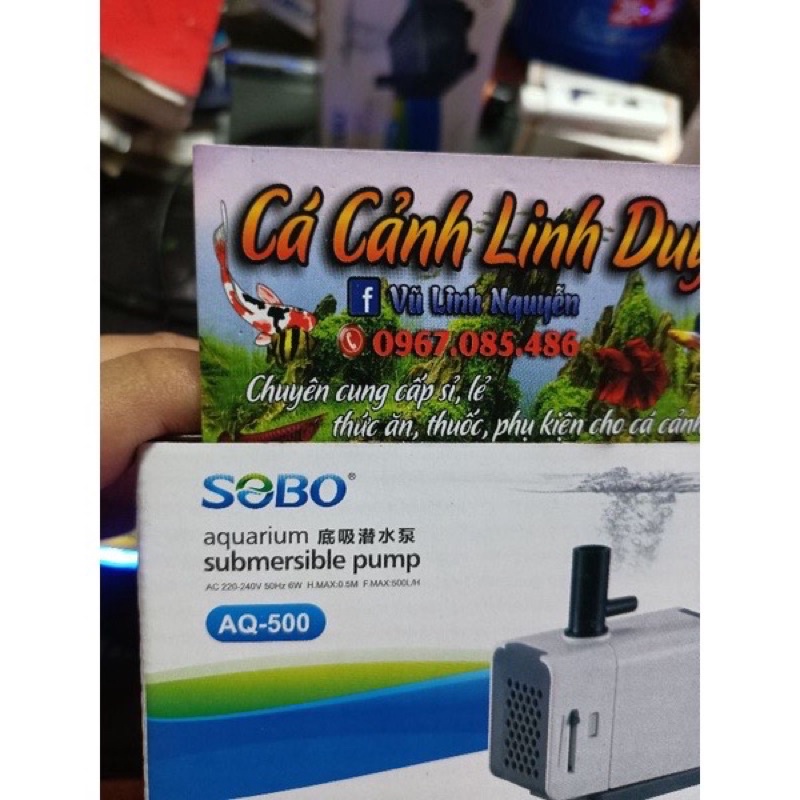 Cá Cảnh Linh Duy
f Vũ Lĩnh Nguyễn
0967.085.486
Chuyên cung cấp sỉ, lẻ
thức ăn, thuốc, phụ kiện cho cá cảnh
SOBO®
aquarium 底吸潜水泵
submersible pump
AC 220-240V 50Hz 6W H.MAX:0.5M F.MAX:500L/H
AQ-500